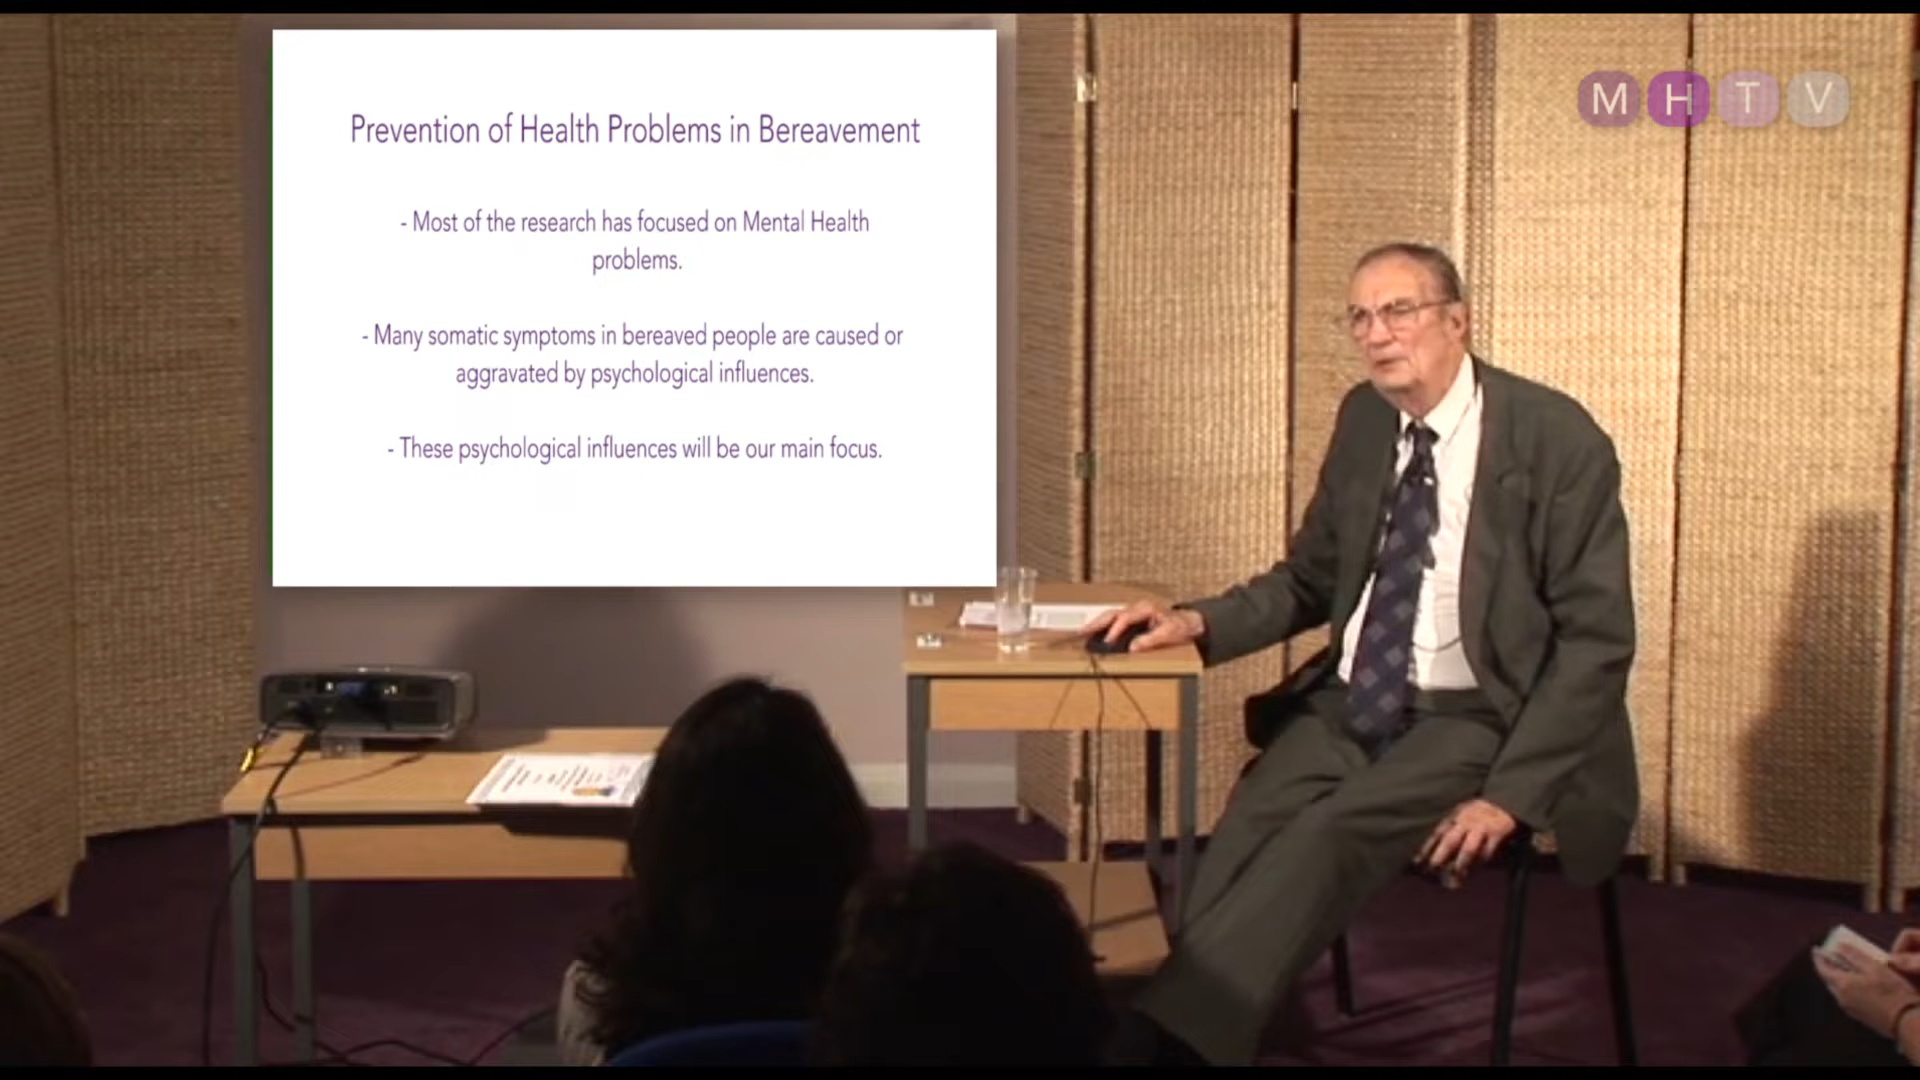 M H T V
Prevention of Health Problems in Bereavement
- Most of the research has focused on Mental Health
problems.
- Many somatic symptoms in bereaved people are caused or
aggravated by psychological influences.
- These psychological influences will be our main focus.